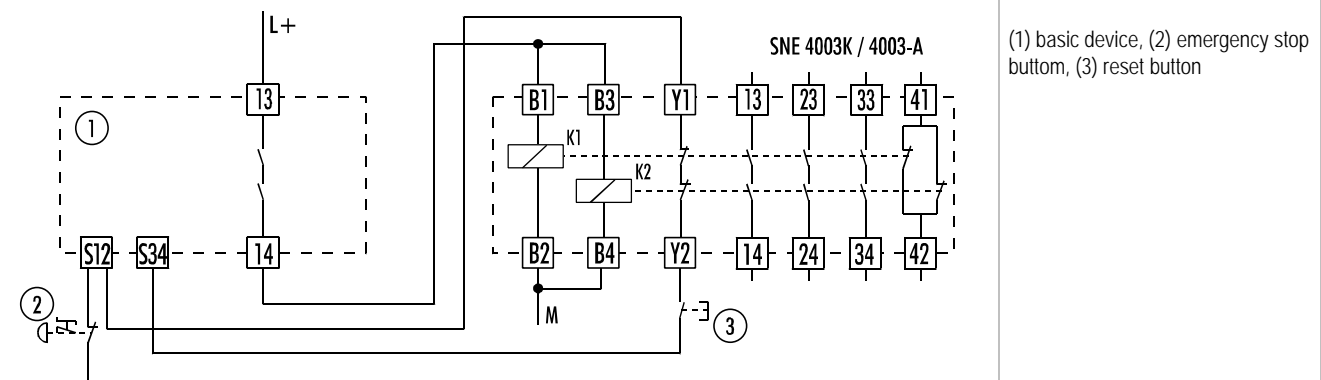 L+
SNE 4003K / 4003-A
(1) basic device, (2) emergency stop
buttom, (3) reset button
13
B1
B3
Y1
13
23
33
41
1
K1
K2
S12
S34
14
B2
B4
Y2
14
24
34
42
2
M
3